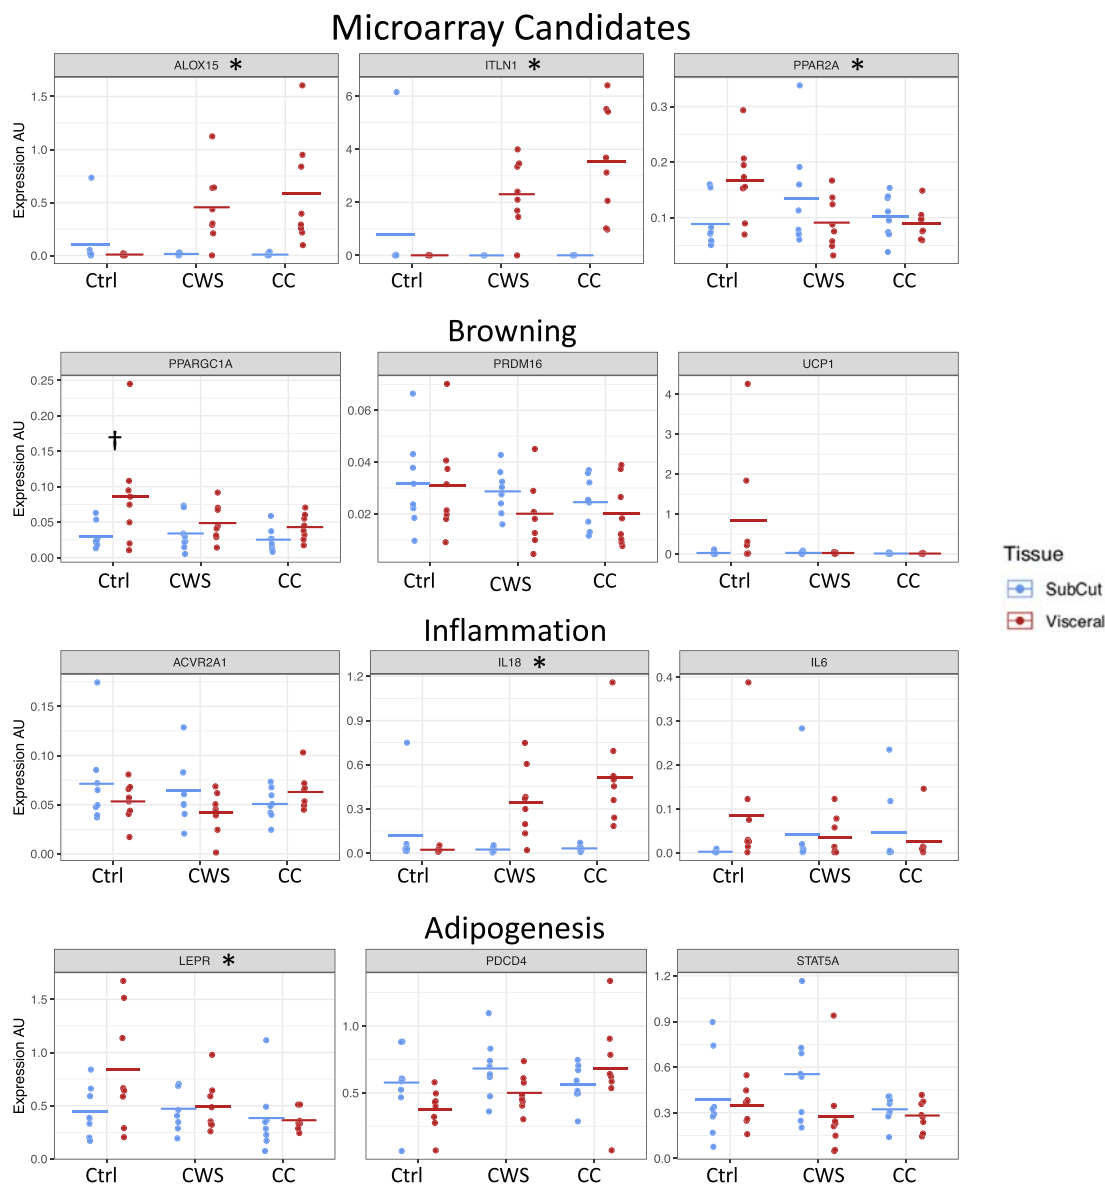 Microarray Candidates
ALOX15 *
ITLN1 *
PPAR2A *
Expression AU
1.5
1.0
0.5
0.0
6
4
2
0
0.3
0.2
0.1
Ctrl CWS CC
Ctrl CWS CC
Ctrl CWS CC
Browning
PPARGC1A
PRDM16
UCP1
Expression AU
0.25
0.20
0.15
0.10
0.05
0.00
†
0.06
0.04
0.02
4
3
2
1
0
Ctrl CWS CC
Ctrl CWS CC
Ctrl CWS CC
Tissue
SubCut
Visceral
Inflammation
ACVR2A1
IL18 *
IL6
Expression AU
0.15
0.10
0.05
0.00
1.2
0.9
0.6
0.3
0.0
0.4
0.3
0.2
0.1
0.0
Ctrl CWS CC
Ctrl CWS CC
Ctrl CWS CC
Adipogenesis
LEPR *
PDCD4
STAT5A
Expression AU
1.5
1.0
0.5
0.0
1.0
0.5
1.2
0.9
0.6
0.3
0.0
Ctrl CWS CC
Ctrl CWS CC
Ctrl CWS CC